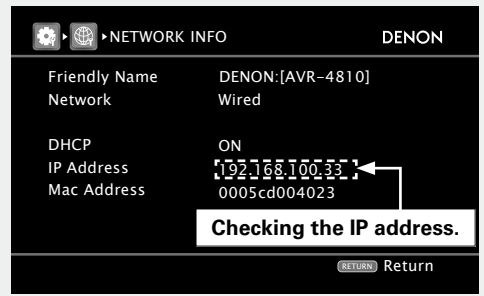 NETWORK INFO DENON
Friendly Name DENON:[AVR-4810]
Network Wired
DHCP ON
IP Address 192.168.100.33
Mac Address 0005cd004023
Checking the IP address.
RETURN Return